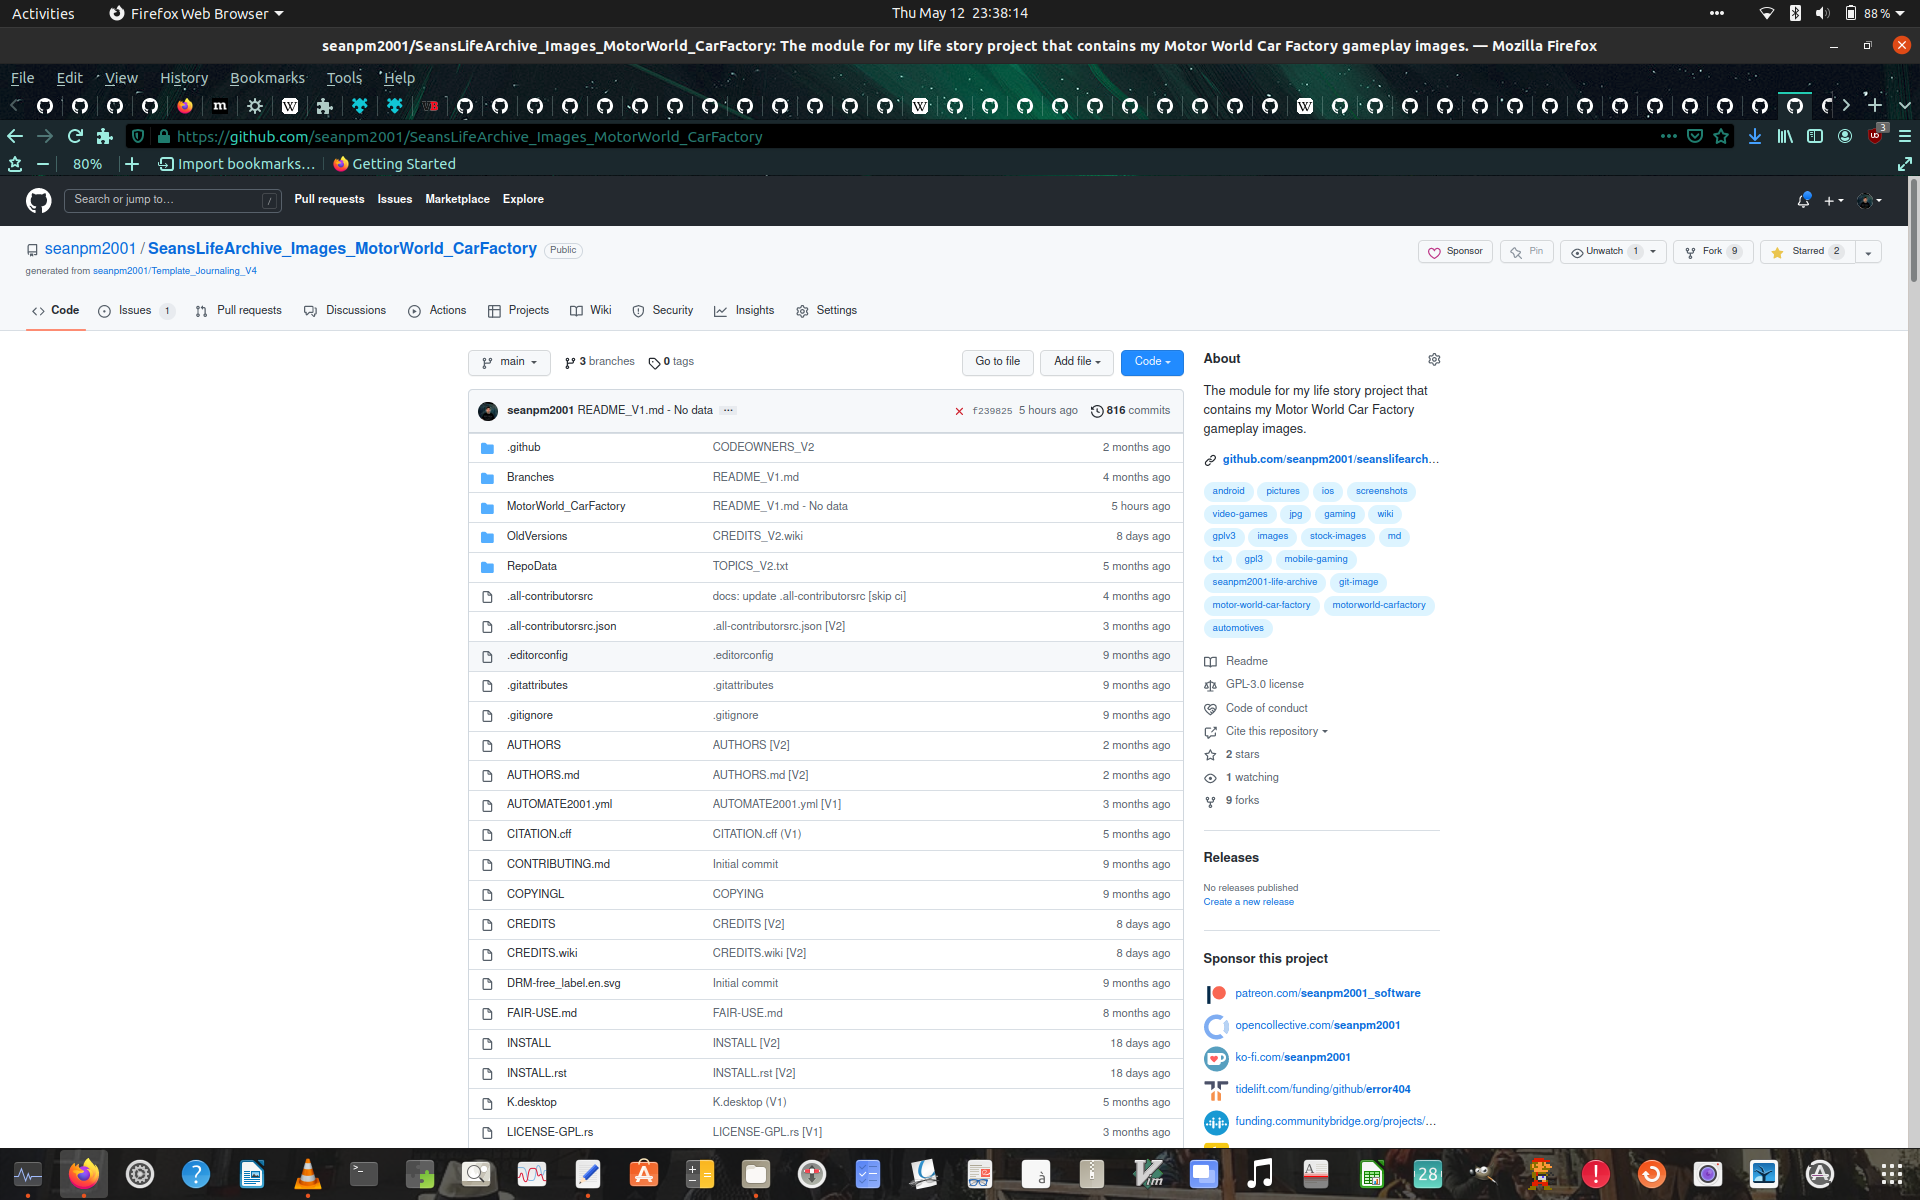 Activities Firefox Web Browser Thu May 12 23:38:14 88 %
seanpm2001/SeansLifeArchive_Images_MotorWorld_CarFactory: The module for my life story project that contains my Motor World Car Factory gameplay images. — Mozilla Firefox
File Edit View History Bookmarks Tools Help
https://github.com/seanpm2001/SeansLifeArchive_Images_MotorWorld_CarFactory 3
80% Import bookmarks... Getting Started
Search or jump to... / Pull requests Issues Marketplace Explore
seanpm2001 / SeansLifeArchive_Images_MotorWorld_CarFactory Public Sponsor Pin Unwatch 1 Fork 9 Starred 2
generated from seanpm2001/Template_Journaling_V4
Code Issues 1 Pull requests Discussions Actions Projects Wiki Security Insights Settings
main 3 branches 0 tags Go to file Add file Code
seanpm2001 README_V1.md - No data ... f239825 5 hours ago 816 commits
.github CODEOWNERS_V2 2 months ago
Branches README_V1.md 4 months ago
MotorWorld_CarFactory README_V1.md - No data 5 hours ago
OldVersions CREDITS_V2.wiki 8 days ago
RepoData TOPICS_V2.txt 5 months ago
.all-contributorsrc docs: update .all-contributorsrc [skip ci] 4 months ago
.all-contributorsrc.json .all-contributorsrc.json [V2] 3 months ago
.editorconfig .editorconfig 9 months ago
.gitattributes .gitattributes 9 months ago
.gitignore .gitignore 9 months ago
AUTHORS AUTHORS [V2] 2 months ago
AUTHORS.md AUTHORS.md [V2] 2 months ago
AUTOMATE2001.yml AUTOMATE2001.yml [V1] 3 months ago
CITATION.cff CITATION.cff (V1) 5 months ago
CONTRIBUTING.md Initial commit 9 months ago
COPYINGL COPYING 9 months ago
CREDITS CREDITS [V2] 8 days ago
CREDITS.wiki CREDITS.wiki [V2] 8 days ago
DRM-free_label.en.svg Initial commit 9 months ago
FAIR-USE.md FAIR-USE.md 8 months ago
INSTALL INSTALL [V2] 18 days ago
INSTALL.rst INSTALL.rst [V2] 18 days ago
K.desktop K.desktop (V1) 5 months ago
LICENSE-GPL.rs LICENSE-GPL.rs [V1] 3 months ago
About
The module for my life story project that
contains my Motor World Car Factory
gameplay images.
github.com/seanpm2001/seanslifearch...
android pictures ios screenshots
video-games jpg gaming wiki
gplv3 images stock-images md
txt gpl3 mobile-gaming
seanpm2001-life-archive git-image
motor-world-car-factory motorworld-carfactory
automotives
Readme
GPL-3.0 license
Code of conduct
Cite this repository
2 stars
1 watching
9 forks
Releases
No releases published
Create a new release
Sponsor this project
patreon.com/seanpm2001_software
opencollective.com/seanpm2001
ko-fi.com/seanpm2001
tidelift.com/funding/github/error404
funding.communitybridge.org/projects/...
28